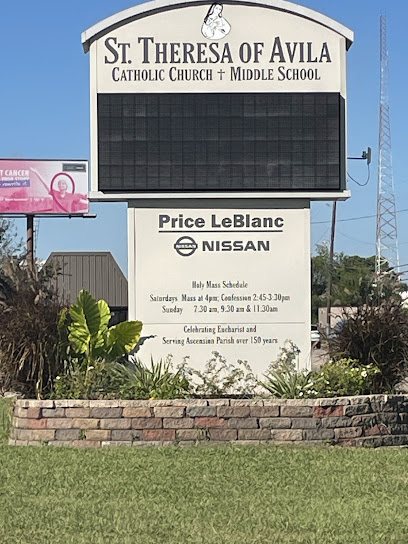 ST. THERESA OF AVILA
CATHOLIC CHURCH † MIDDLE SCHOOL
T CANCER
Price LeBlanc
NISSAN NISSAN
Holy Mass Schedule
Saturdays Mass at 4pm; Confession 2:45-3:30pm
Sunday 7:30 am; 9:30 am & 11:30am
Celebrating Eucharist and
Serving Ascension Parish over 150 years